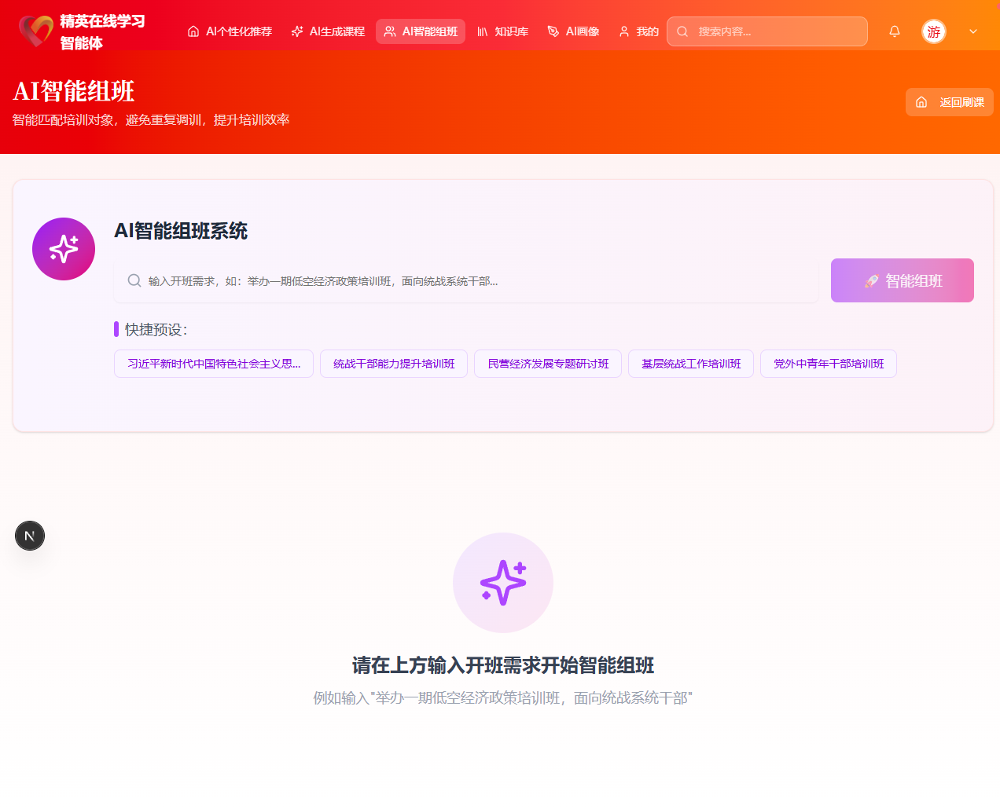 精英在线学习
智能体
AI个性化推荐
AI生成课程
AI智能组班
知识库
AI画像
我的
搜索内容...
游
AI智能组班
智能匹配培训对象，避免重复调训，提升培训效率
返回刷课
AI智能组班系统
输入开班需求，如：举办一期低空经济政策培训班，面向统战系统干部...
🚀 智能组班
快捷预设：
习近平新时代中国特色社会主义思...
统战干部能力提升培训班
民营经济发展专题研讨班
基层统战工作培训班
党外中青年干部培训班
N
请在上方输入开班需求开始智能组班
例如输入"举办一期低空经济政策培训班，面向统战系统干部"